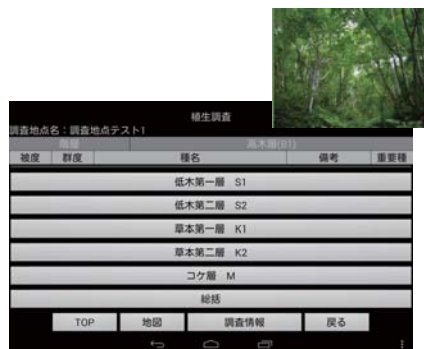 植生調査
調査地点名：調査地点テスト1
階層 高木層(B1)
被度 群度 種名 備考 重要種
低木第一層 S1
低木第二層 S2
草本第一層 K1
草本第二層 K2
コケ層 M
総括
TOP 地図 調査情報 戻る